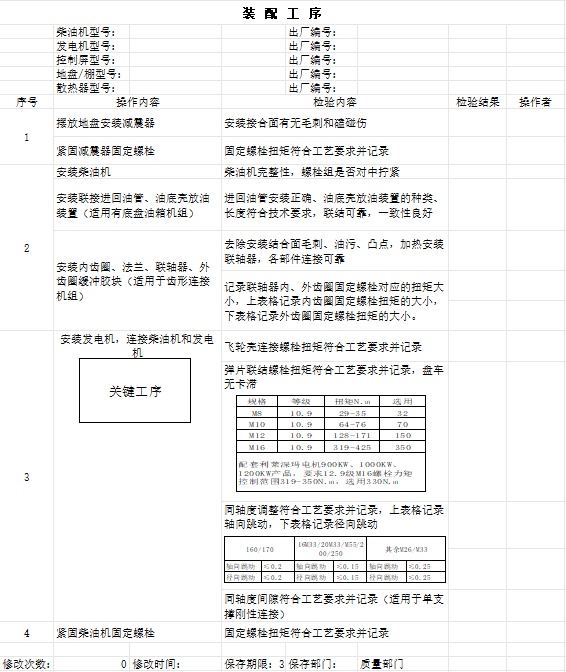 装 配 工 序
柴油机型号： 出厂编号：
发电机型号： 出厂编号：
控制屏型号： 出厂编号：
地盘/棚型号： 出厂编号：
散热器型号： 出厂编号：
序号 操作内容 检验内容 检验结果 操作者
1
摆放地盘安装减震器 安装接合面有无毛刺和磕碰伤
紧固减震器固定螺栓 固定螺栓扭矩符合工艺要求并记录
2
安装柴油机 柴油机完整性，螺栓组是否对中拧紧
安装联接进回油管、油底壳放油
装置（适用有底盘油箱机组）
进回油管安装正确、油底壳放油装置的种类、
长度符合技术要求，联结可靠，一致性良好
安装内齿圈、法兰、联轴器、外
齿圈缓冲胶块（适用于齿形连接
机组）
去除安装结合面毛刺、油污、凸点，加热安装
联轴器，各部件连接可靠
记录联轴器内、外齿圈固定螺栓对应的扭矩大
小，上表格记录内齿圈固定螺栓扭矩的大小，
下表格记录外齿圈固定螺栓扭矩的大小。
3
安装发电机，连接柴油机和发电
机
关键工序
飞轮壳连接螺栓扭矩符合工艺要求并记录
弹片联结螺栓扭矩符合工艺要求并记录，盘车
无卡滞
规格 等级 扭矩N.m 选用
M8 10.9 29-35 32
M10 10.9 64-76 70
M12 10.9 128-171 150
M16 10.9 319-425 350
配套利莱深玛电机900KW、1000KW、
1200KW产品，要求12.9级M16螺栓力矩
控制范围319-350N.m，选用330N.m
同轴度调整符合工艺要求并记录，上表格记录
轴向跳动，下表格记录径向跳动
160/170 16M33/20M33/M55/2
00/250 其余M26/M33
轴向跳动 ≤0.2 轴向跳动 ≤0.15 轴向跳动 ≤0.25
径向跳动 ≤0.2 径向跳动 ≤0.15 径向跳动 ≤0.25
同轴度间隙符合工艺要求并记录（适用于单支
撑刚性连接）
4 紧固柴油机固定螺栓 固定螺栓扭矩符合工艺要求并记录
修改次数： 0 修改时间： 保存期限：3 保存部门： 质量部门